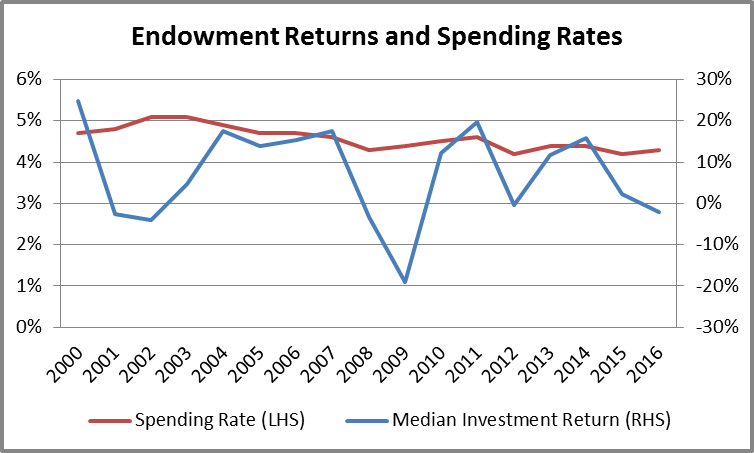 Endowment Returns and Spending Rates
6% 30%
5% 20%
4% 10%
3% 0%
2% -10%
1% -20%
0% -30%
2000 2001 2002 2003 2004 2005 2006 2007 2008 2009 2010 2011 2012 2013 2014 2015 2016
Spending Rate (LHS) Median Investment Return (RHS)